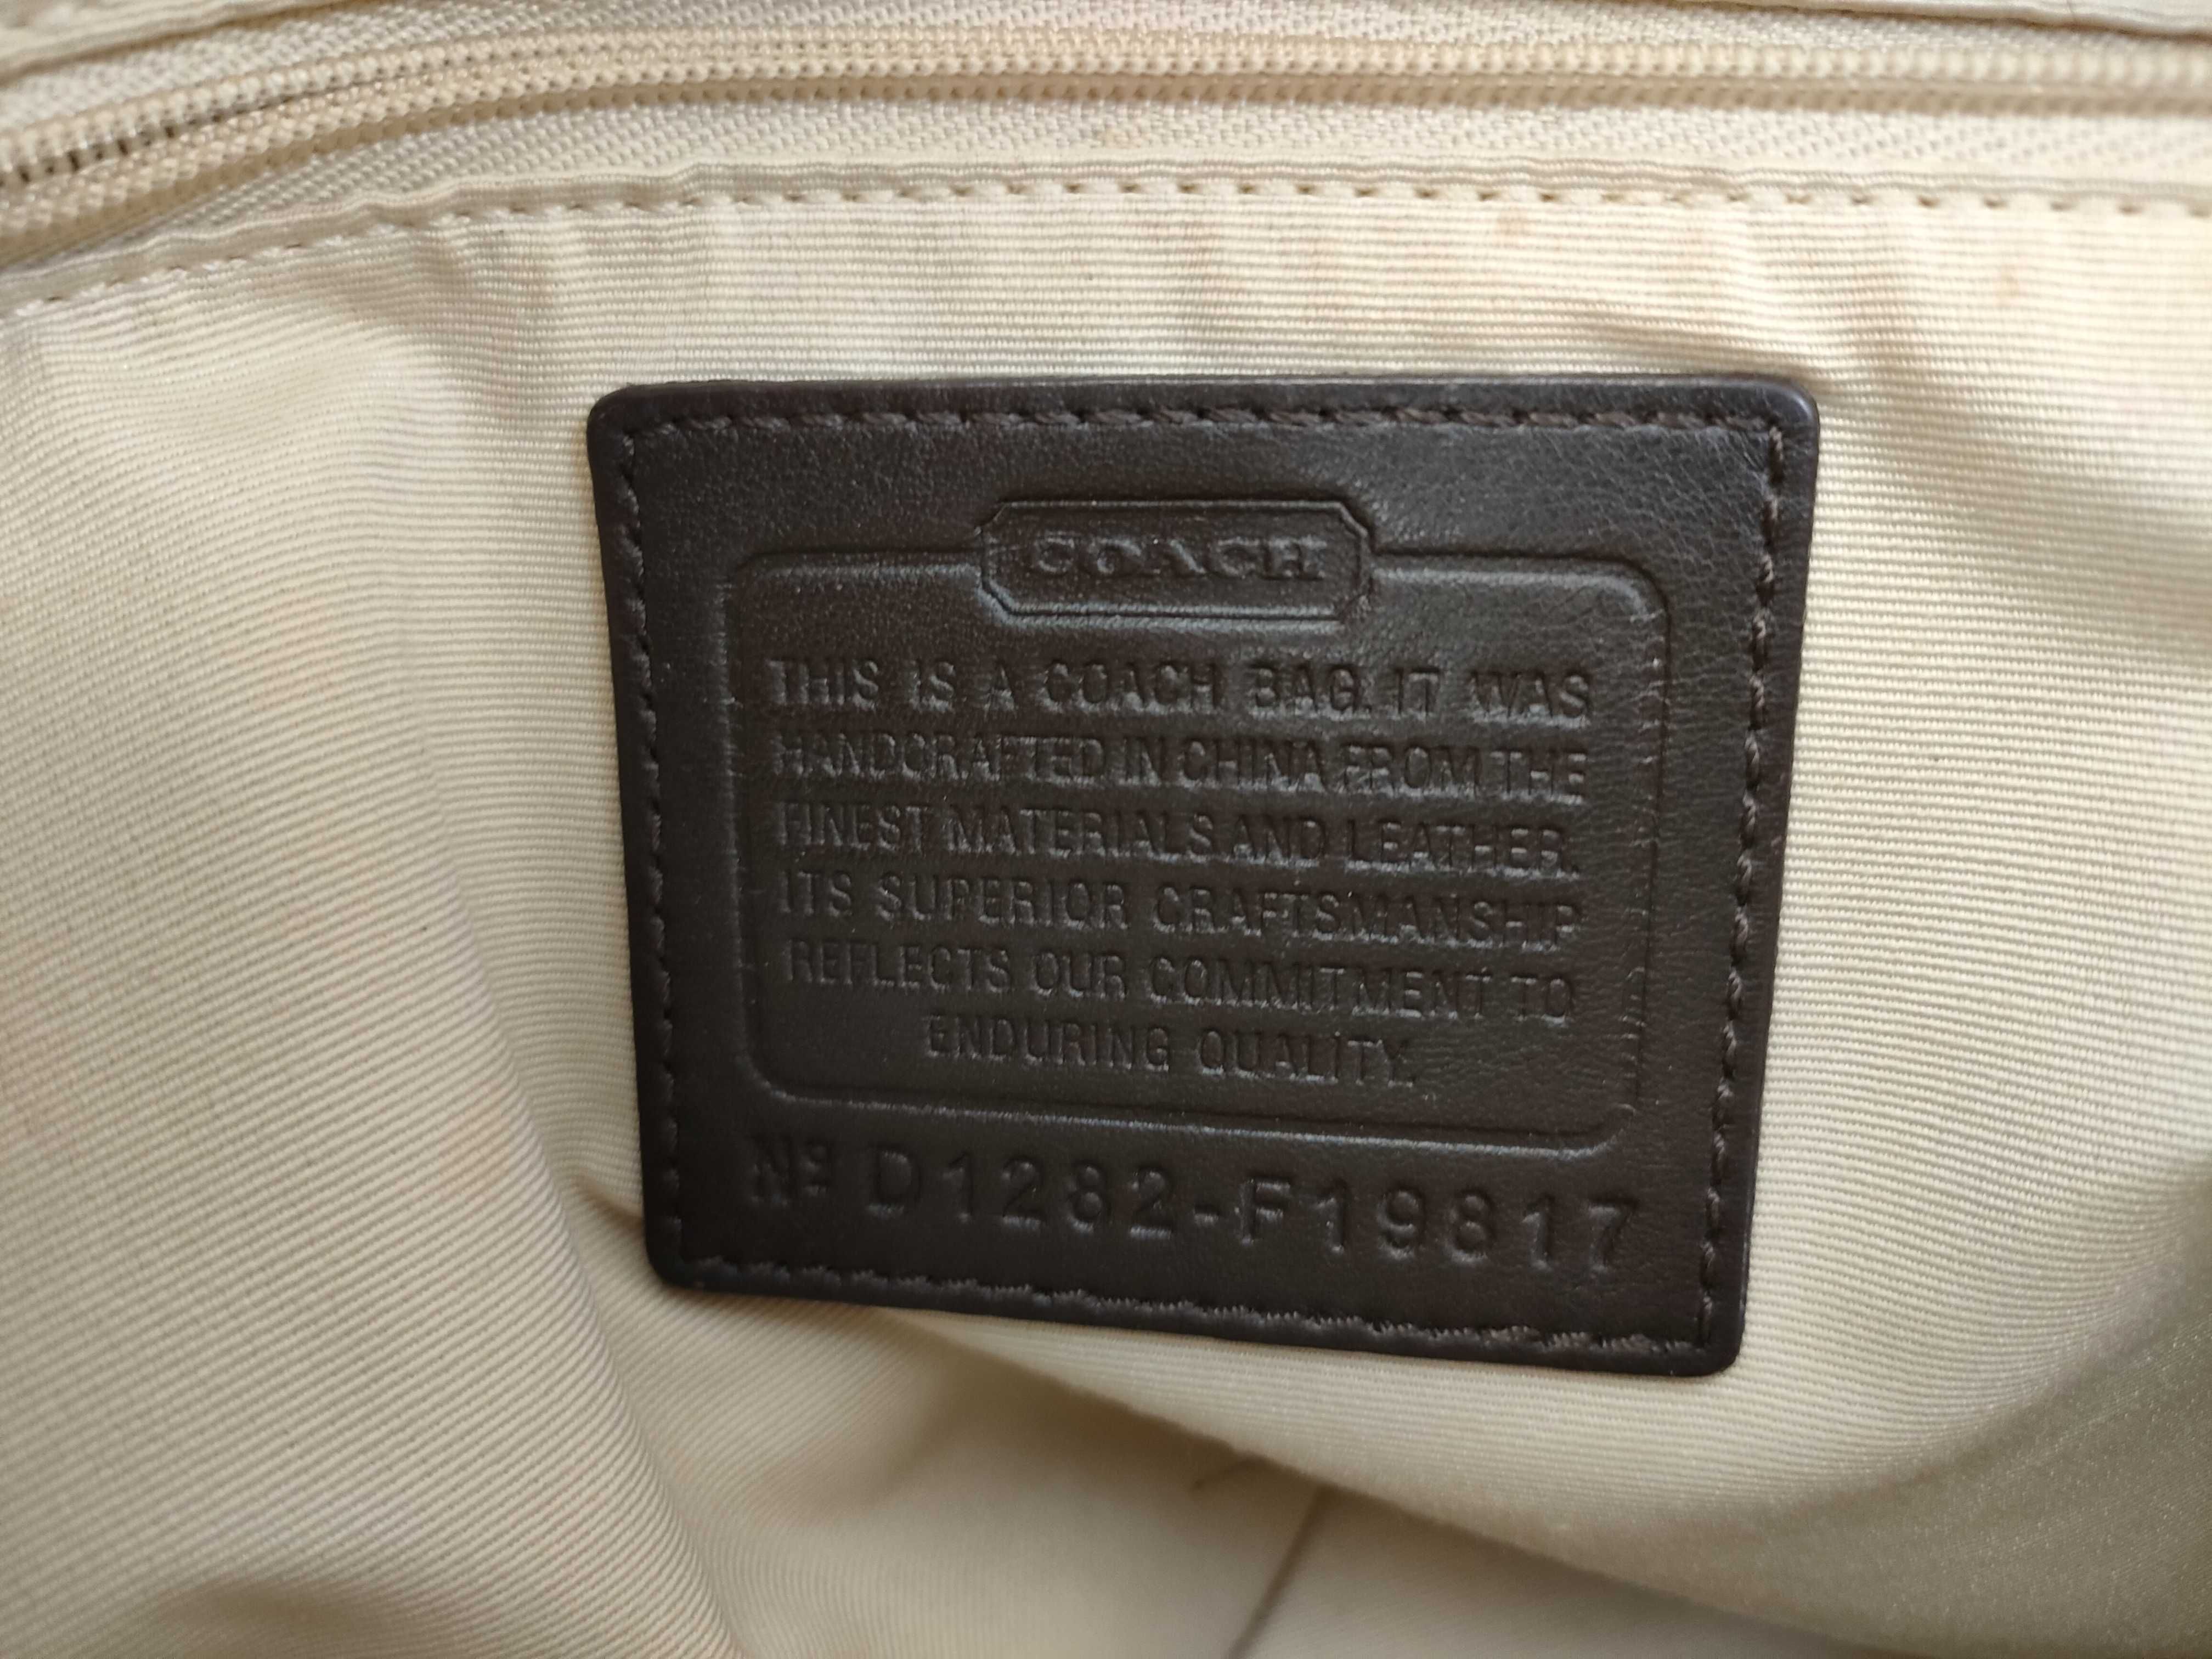 COACH
THIS IS A COACH BAG. IT WAS
HANDCRAFTED IN CHINA FROM THE
FINEST MATERIALS AND LEATHER.
ITS SUPERIOR CRAFTSMANSHIP
REFLECTS OUR COMMITMENT TO
ENDURING QUALITY.
Nº D1282-F19817